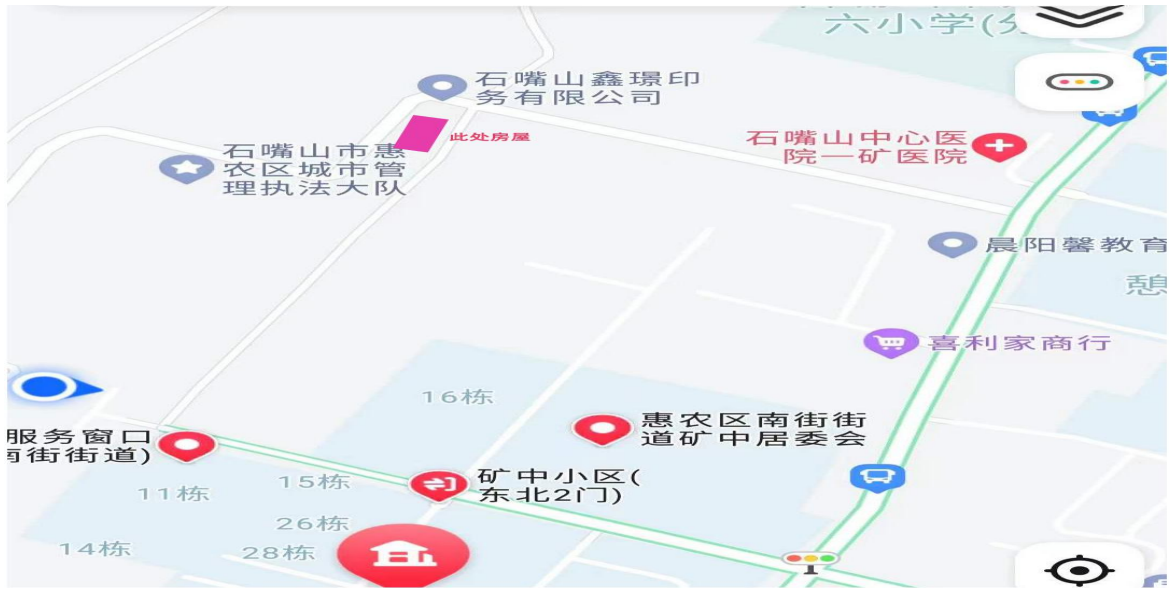 六小学(分
石嘴山鑫璟印
务有限公司
此处房屋
石嘴山中心医
院一矿医院
石嘴山市惠
农区城市管
理执法大队
晨阳馨教育
憩
喜利家商行
16栋
惠农区南街街
道矿中居委会
服务窗口
南街街道)
矿中小区(
东北2门)
15栋
11栋
26栋
14栋
28栋